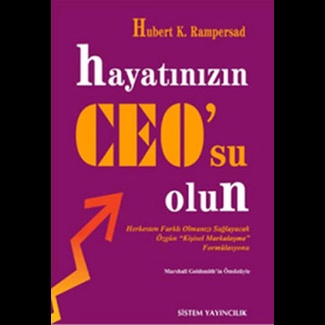 Hubert K. Rampersad
hayatınızın
CEO'su
olun
Herkesten Farklı Olmanızı Sağlayacak
Özgün "Kişisel Markalaşma"
Formülasyonu
Marshall Goldsmith'in Önsözüyle
SİSTEM YAYINCILIK